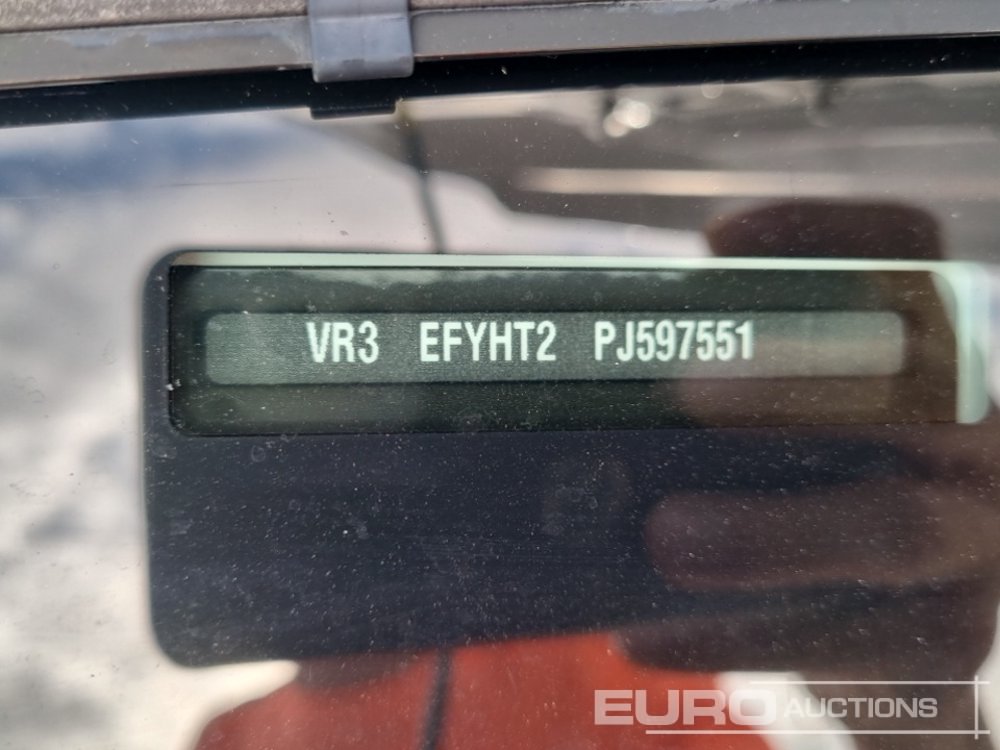 VR3 EFYHT2 PJ597551
EURO AUCTIONS